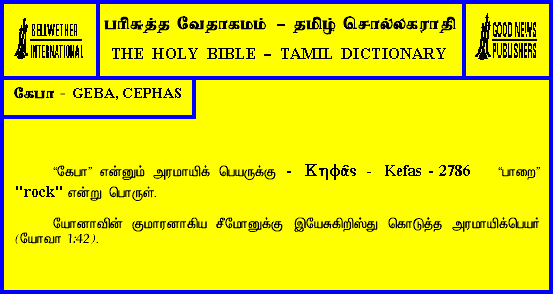 BELLWETHER
INTERNATIONAL
பரிசுத்த வேதாகமம் – தமிழ் சொல்லகராதி
THE HOLY BIBLE – TAMIL DICTIONARY
GOOD NEWS
PUBLISHERS
கேபா - GEBA, CEPHAS
“கேபா” என்னும் அரமாயிக் பெயருக்கு - Κηφᾶs - Kefas - 2786 “பாறை”
"rock" என்று பொருள்.
யோனாவின் குமாரனாகிய சீமோனுக்கு இயேசுகிறிஸ்து கொடுத்த அரமாயிக்பெயர்
(யோவா 1:42).